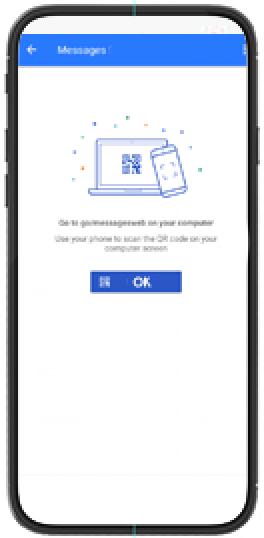 Messages
Go to go/messagesweb on your computer
Use your phone to scan the QR code on your
computer screen
OK